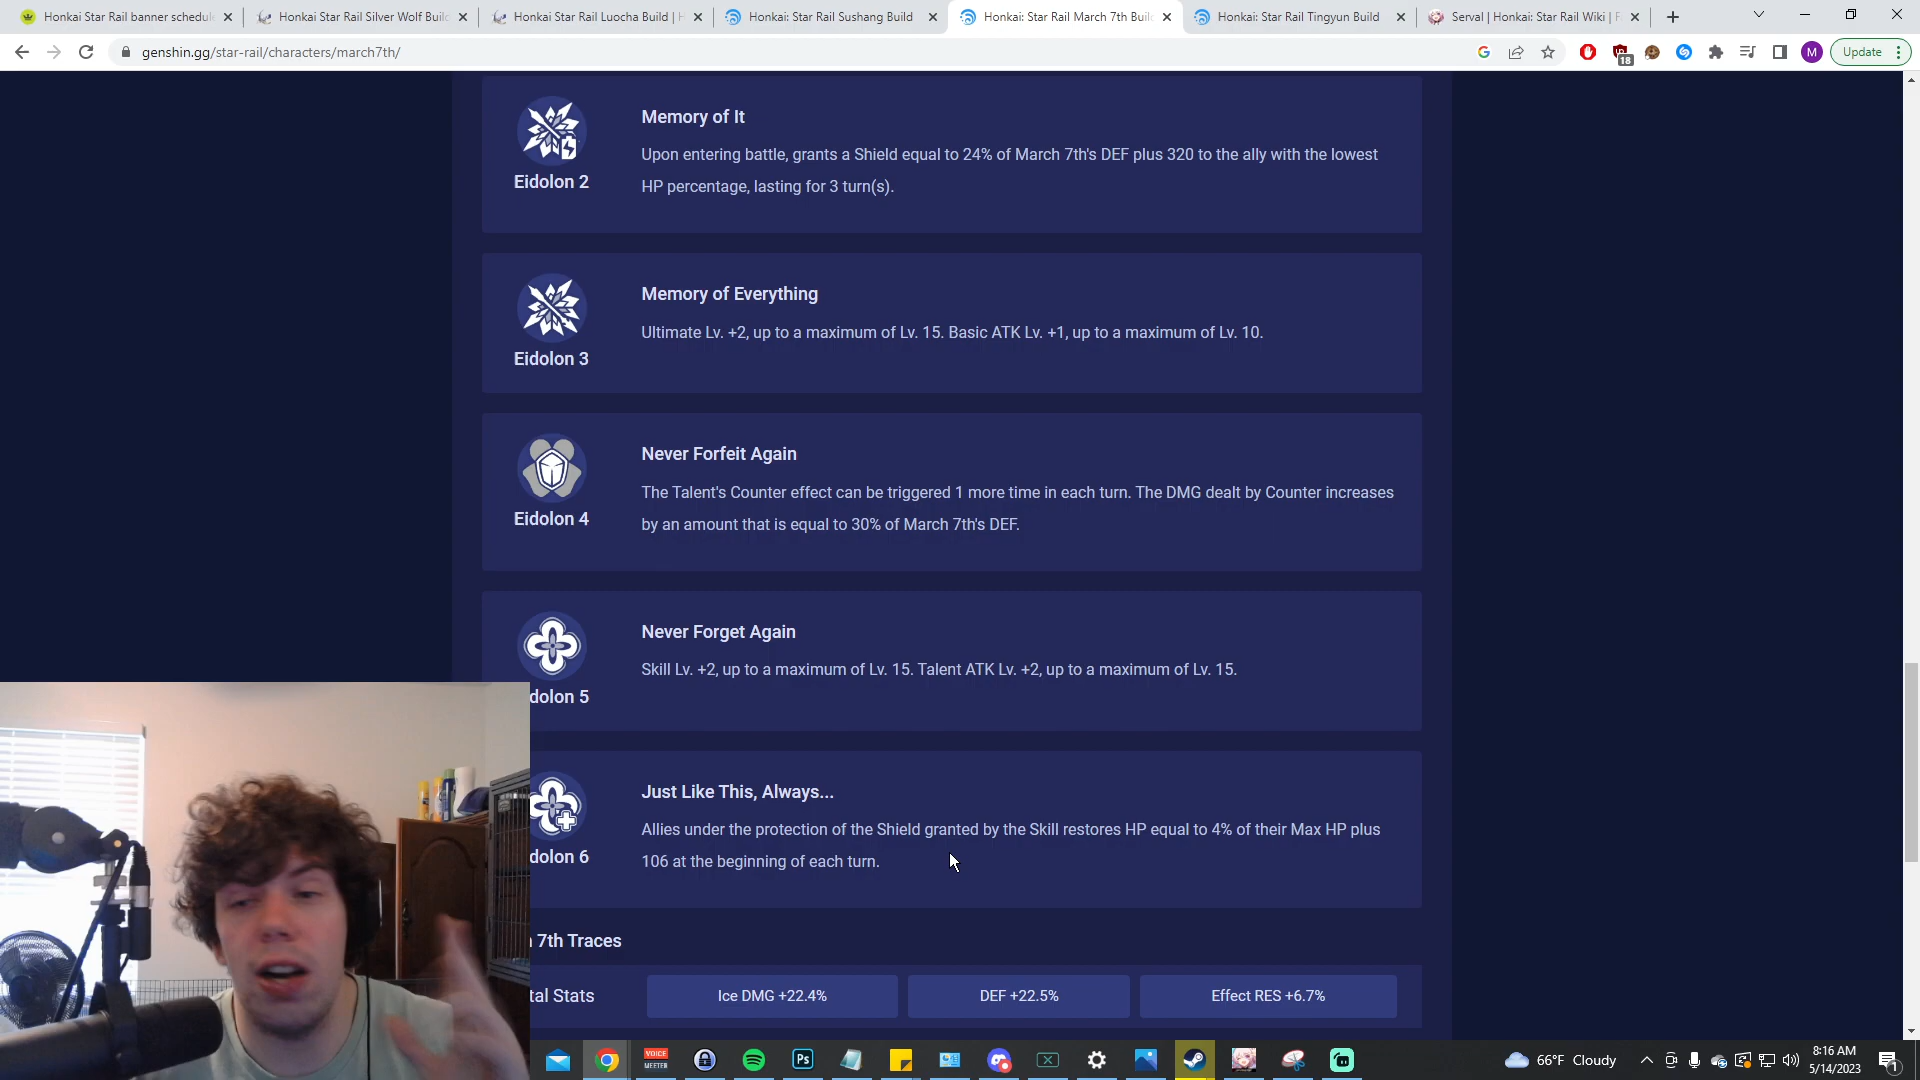 Honkai Star Rail banner schedul
Honkai Star Rail Silver Wolf Buil
Honkai Star Rail Luocha Build | H
Honkai: Star Rail Sushang Build
Honkai: Star Rail March 7th Buil
Honkai: Star Rail Tingyun Build
Serval | Honkai: Star Rail Wiki | F
genshin.gg/star-rail/characters/march7th/
18
M
Update
Memory of It
Upon entering battle, grants a Shield equal to 24% of March 7th's DEF plus 320 to the ally with the lowest
HP percentage, lasting for 3 turn(s).
Eidolon 2
Memory of Everything
Ultimate Lv. +2, up to a maximum of Lv. 15. Basic ATK Lv. +1, up to a maximum of Lv. 10.
Eidolon 3
Never Forfeit Again
The Talent's Counter effect can be triggered 1 more time in each turn. The DMG dealt by Counter increases
by an amount that is equal to 30% of March 7th's DEF.
Eidolon 4
Never Forget Again
Skill Lv. +2, up to a maximum of Lv. 15. Talent ATK Lv. +2, up to a maximum of Lv. 15.
dolon 5
Just Like This, Always...
Allies under the protection of the Shield granted by the Skill restores HP equal to 4% of their Max HP plus
106 at the beginning of each turn.
dolon 6
7th Traces
tal Stats
Ice DMG +22.4%
DEF +22.5%
Effect RES +6.7%
VOICE
MEETER
Ps
66°F Cloudy
8:16 AM
5/14/2023
1